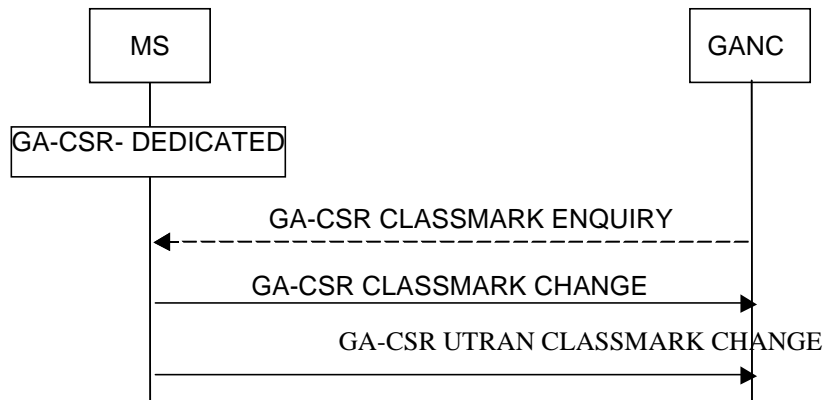 MS
GANC
GA-CSR- DEDICATED
GA-CSR CLASSMARK ENQUIRY
GA-CSR CLASSMARK CHANGE
GA-CSR UTRAN CLASSMARK CHANGE